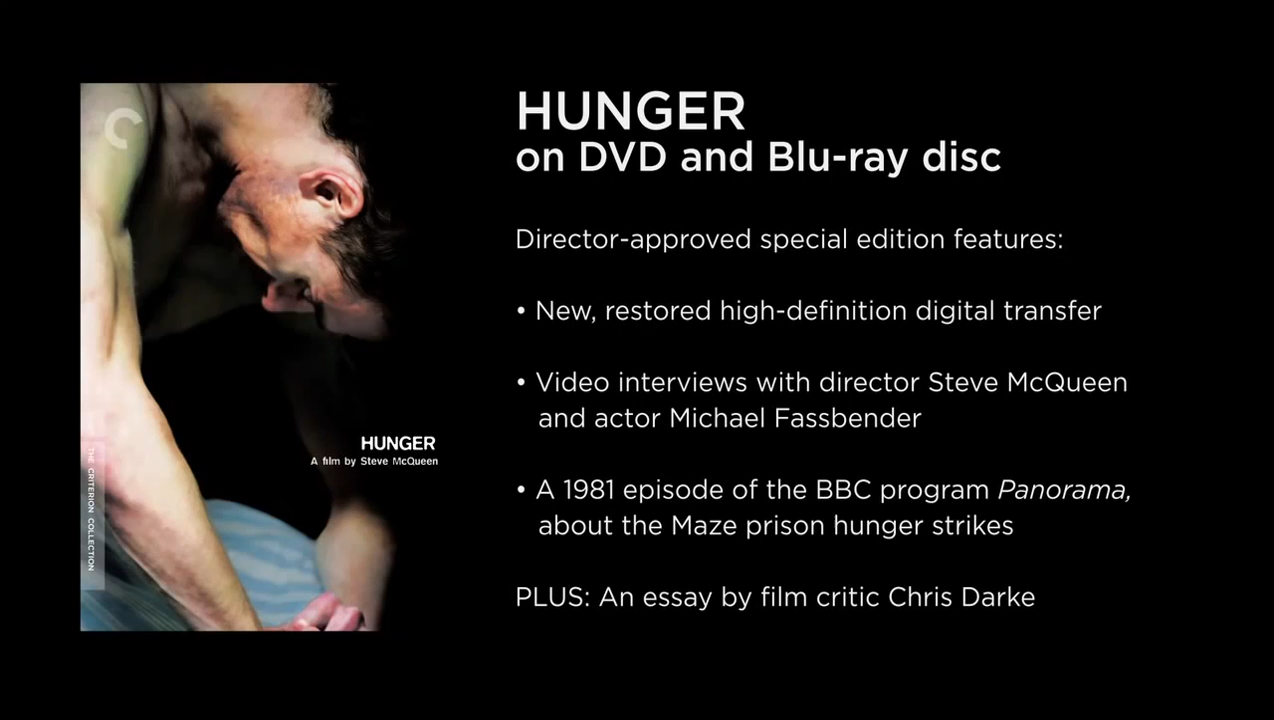 HUNGER
on DVD and Blu-ray disc
Director-approved special edition features:
• New, restored high-definition digital transfer
• Video interviews with director Steve McQueen
and actor Michael Fassbender
• A 1981 episode of the BBC program Panorama,
about the Maze prison hunger strikes
PLUS: An essay by film critic Chris Darke
HUNGER
A film by Steve McQueen
THE CRITERION COLLECTION